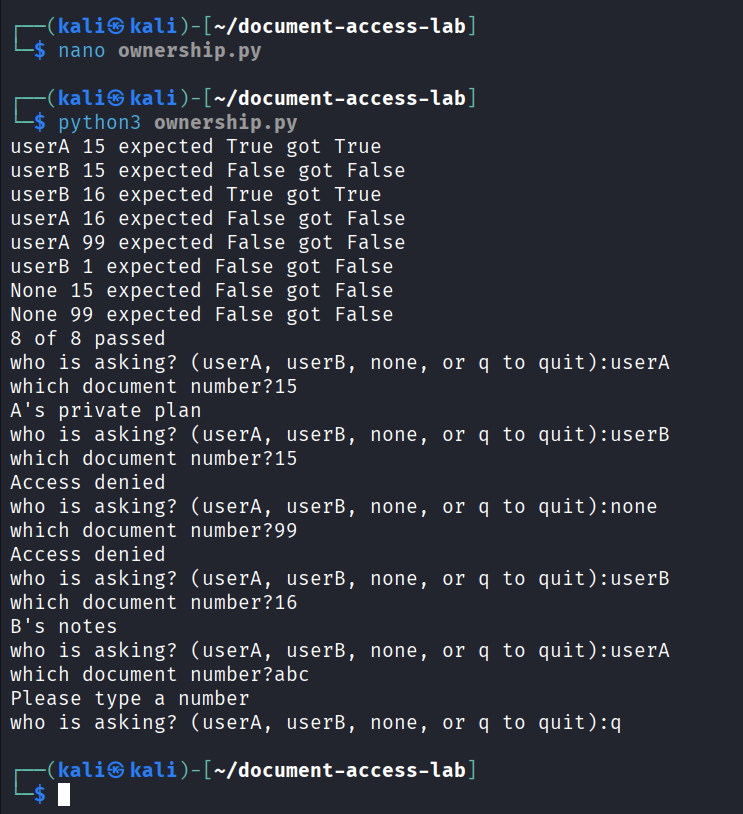 ┌──(kali㉿kali)-[~/document-access-lab]
└─$ nano ownership.py
┌──(kali㉿kali)-[~/document-access-lab]
└─$ python3 ownership.py
userA 15 expected True got True
userB 15 expected False got False
userB 16 expected True got True
userA 16 expected False got False
userA 99 expected False got False
userB 1 expected False got False
None 15 expected False got False
None 99 expected False got False
8 of 8 passed
who is asking? (userA, userB, none, or q to quit):userA
which document number?15
A's private plan
who is asking? (userA, userB, none, or q to quit):userB
which document number?15
Access denied
who is asking? (userA, userB, none, or q to quit):none
which document number?99
Access denied
who is asking? (userA, userB, none, or q to quit):userB
which document number?16
B's notes
who is asking? (userA, userB, none, or q to quit):userA
which document number?abc
Please type a number
who is asking? (userA, userB, none, or q to quit):q
┌──(kali㉿kali)-[~/document-access-lab]
└─$